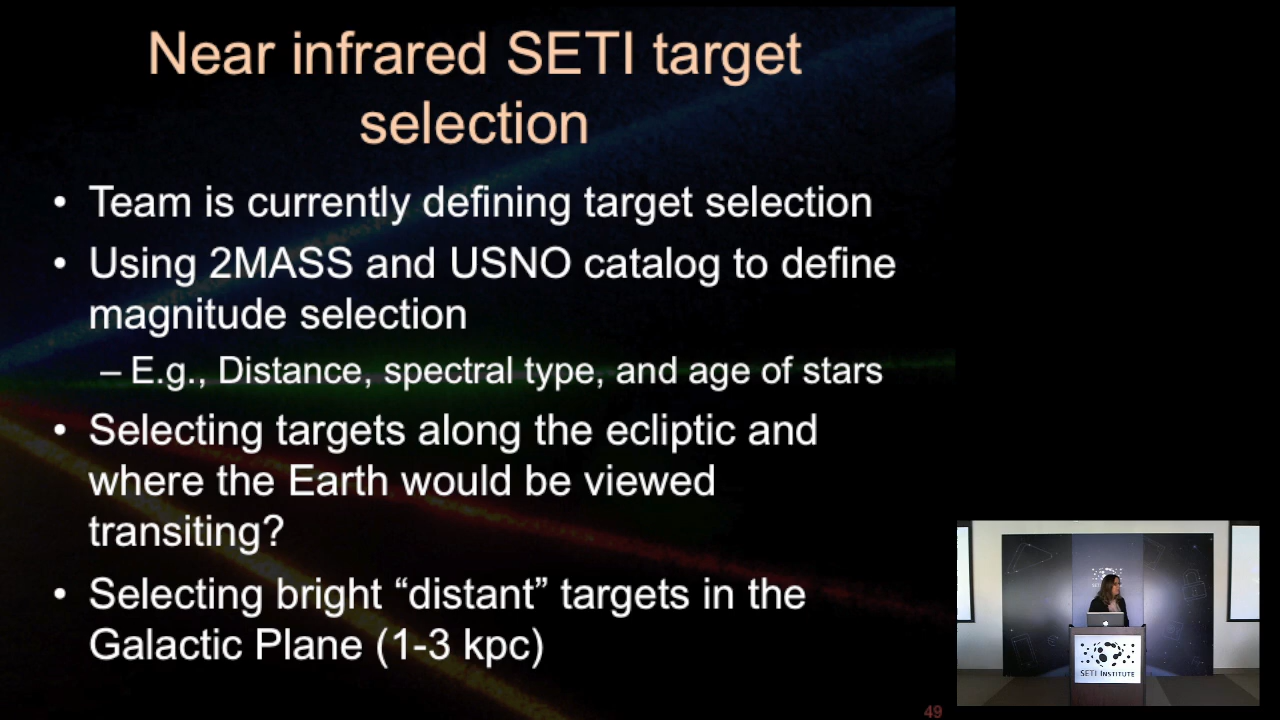 Near infrared SETI target
selection
• Team is currently defining target selection
• Using 2MASS and USNO catalog to define
magnitude selection
– E.g., Distance, spectral type, and age of stars
• Selecting targets along the ecliptic and
where the Earth would be viewed
transiting?
• Selecting bright “distant” targets in the
Galactic Plane (1-3 kpc)
49
SETI INSTITUTE